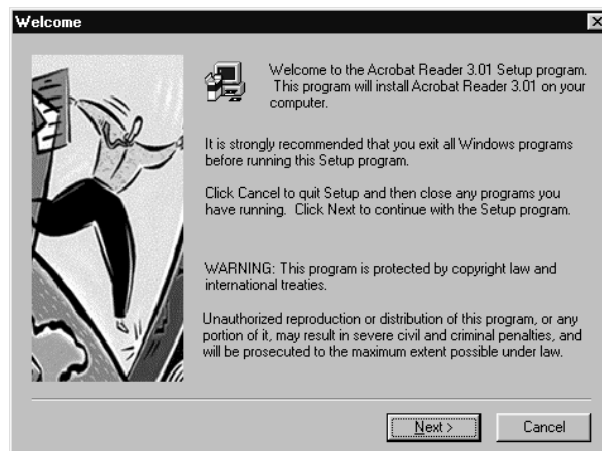 Welcome
Welcome to the Acrobat Reader 3.01 Setup program.
This program will install Acrobat Reader 3.01 on your
computer.
It is strongly recommended that you exit all Windows programs
before running this Setup program.
Click Cancel to quit Setup and then close any programs you
have running. Click Next to continue with the Setup program.
WARNING: This program is protected by copyright law and
international treaties.
Unauthorized reproduction or distribution of this program, or any
portion of it, may result in severe civil and criminal penalties, and
will be prosecuted to the maximum extent possible under law.
Next >
Cancel